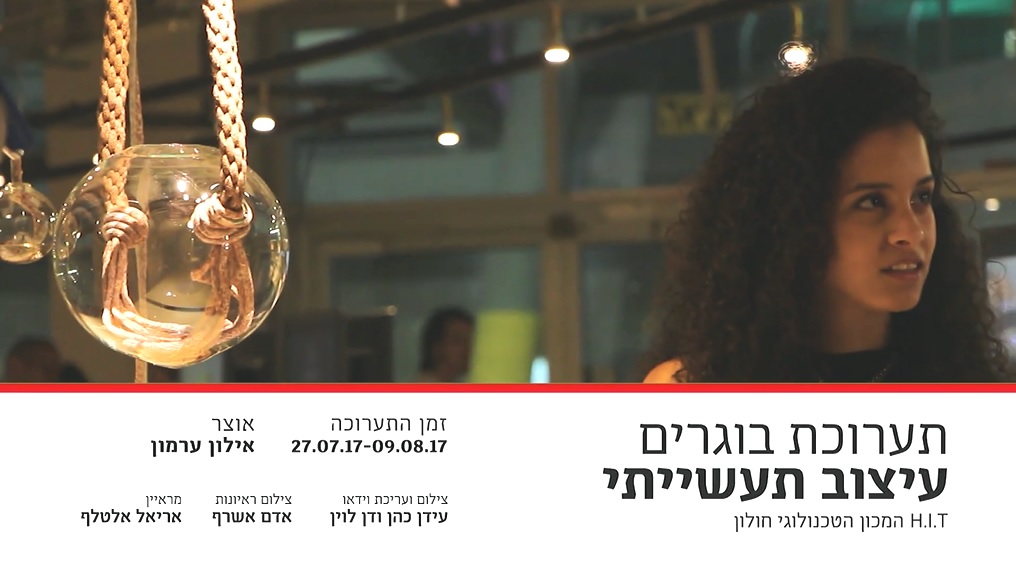 תערוכת בוגרים
עיצוב תעשייתי
H.I.T המכון הטכנולוגי חולון
זמן התערוכה
27.07.17-09.08.17
אוצר
אילון ערמון
צילום ועריכת וידאו
עידן כהן ודן לוין
צילום ראיונות
אדם אשרף
מראיין
אריאל אלטלף